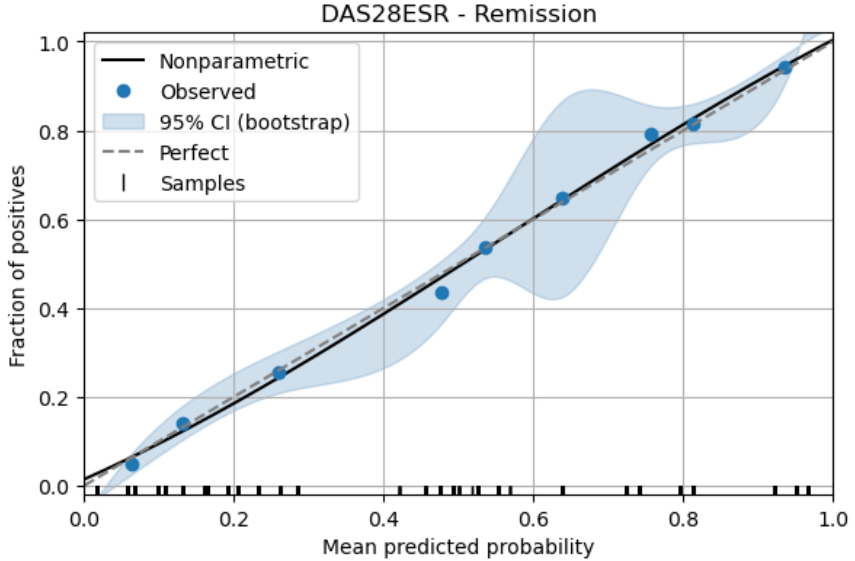 DAS28ESR - Remission
Nonparametric
Observed
95% CI (bootstrap)
Perfect
Samples
Fraction of positives
1.0
0.8
0.6
0.4
0.2
0.0
0.0 0.2 0.4 0.6 0.8 1.0
Mean predicted probability